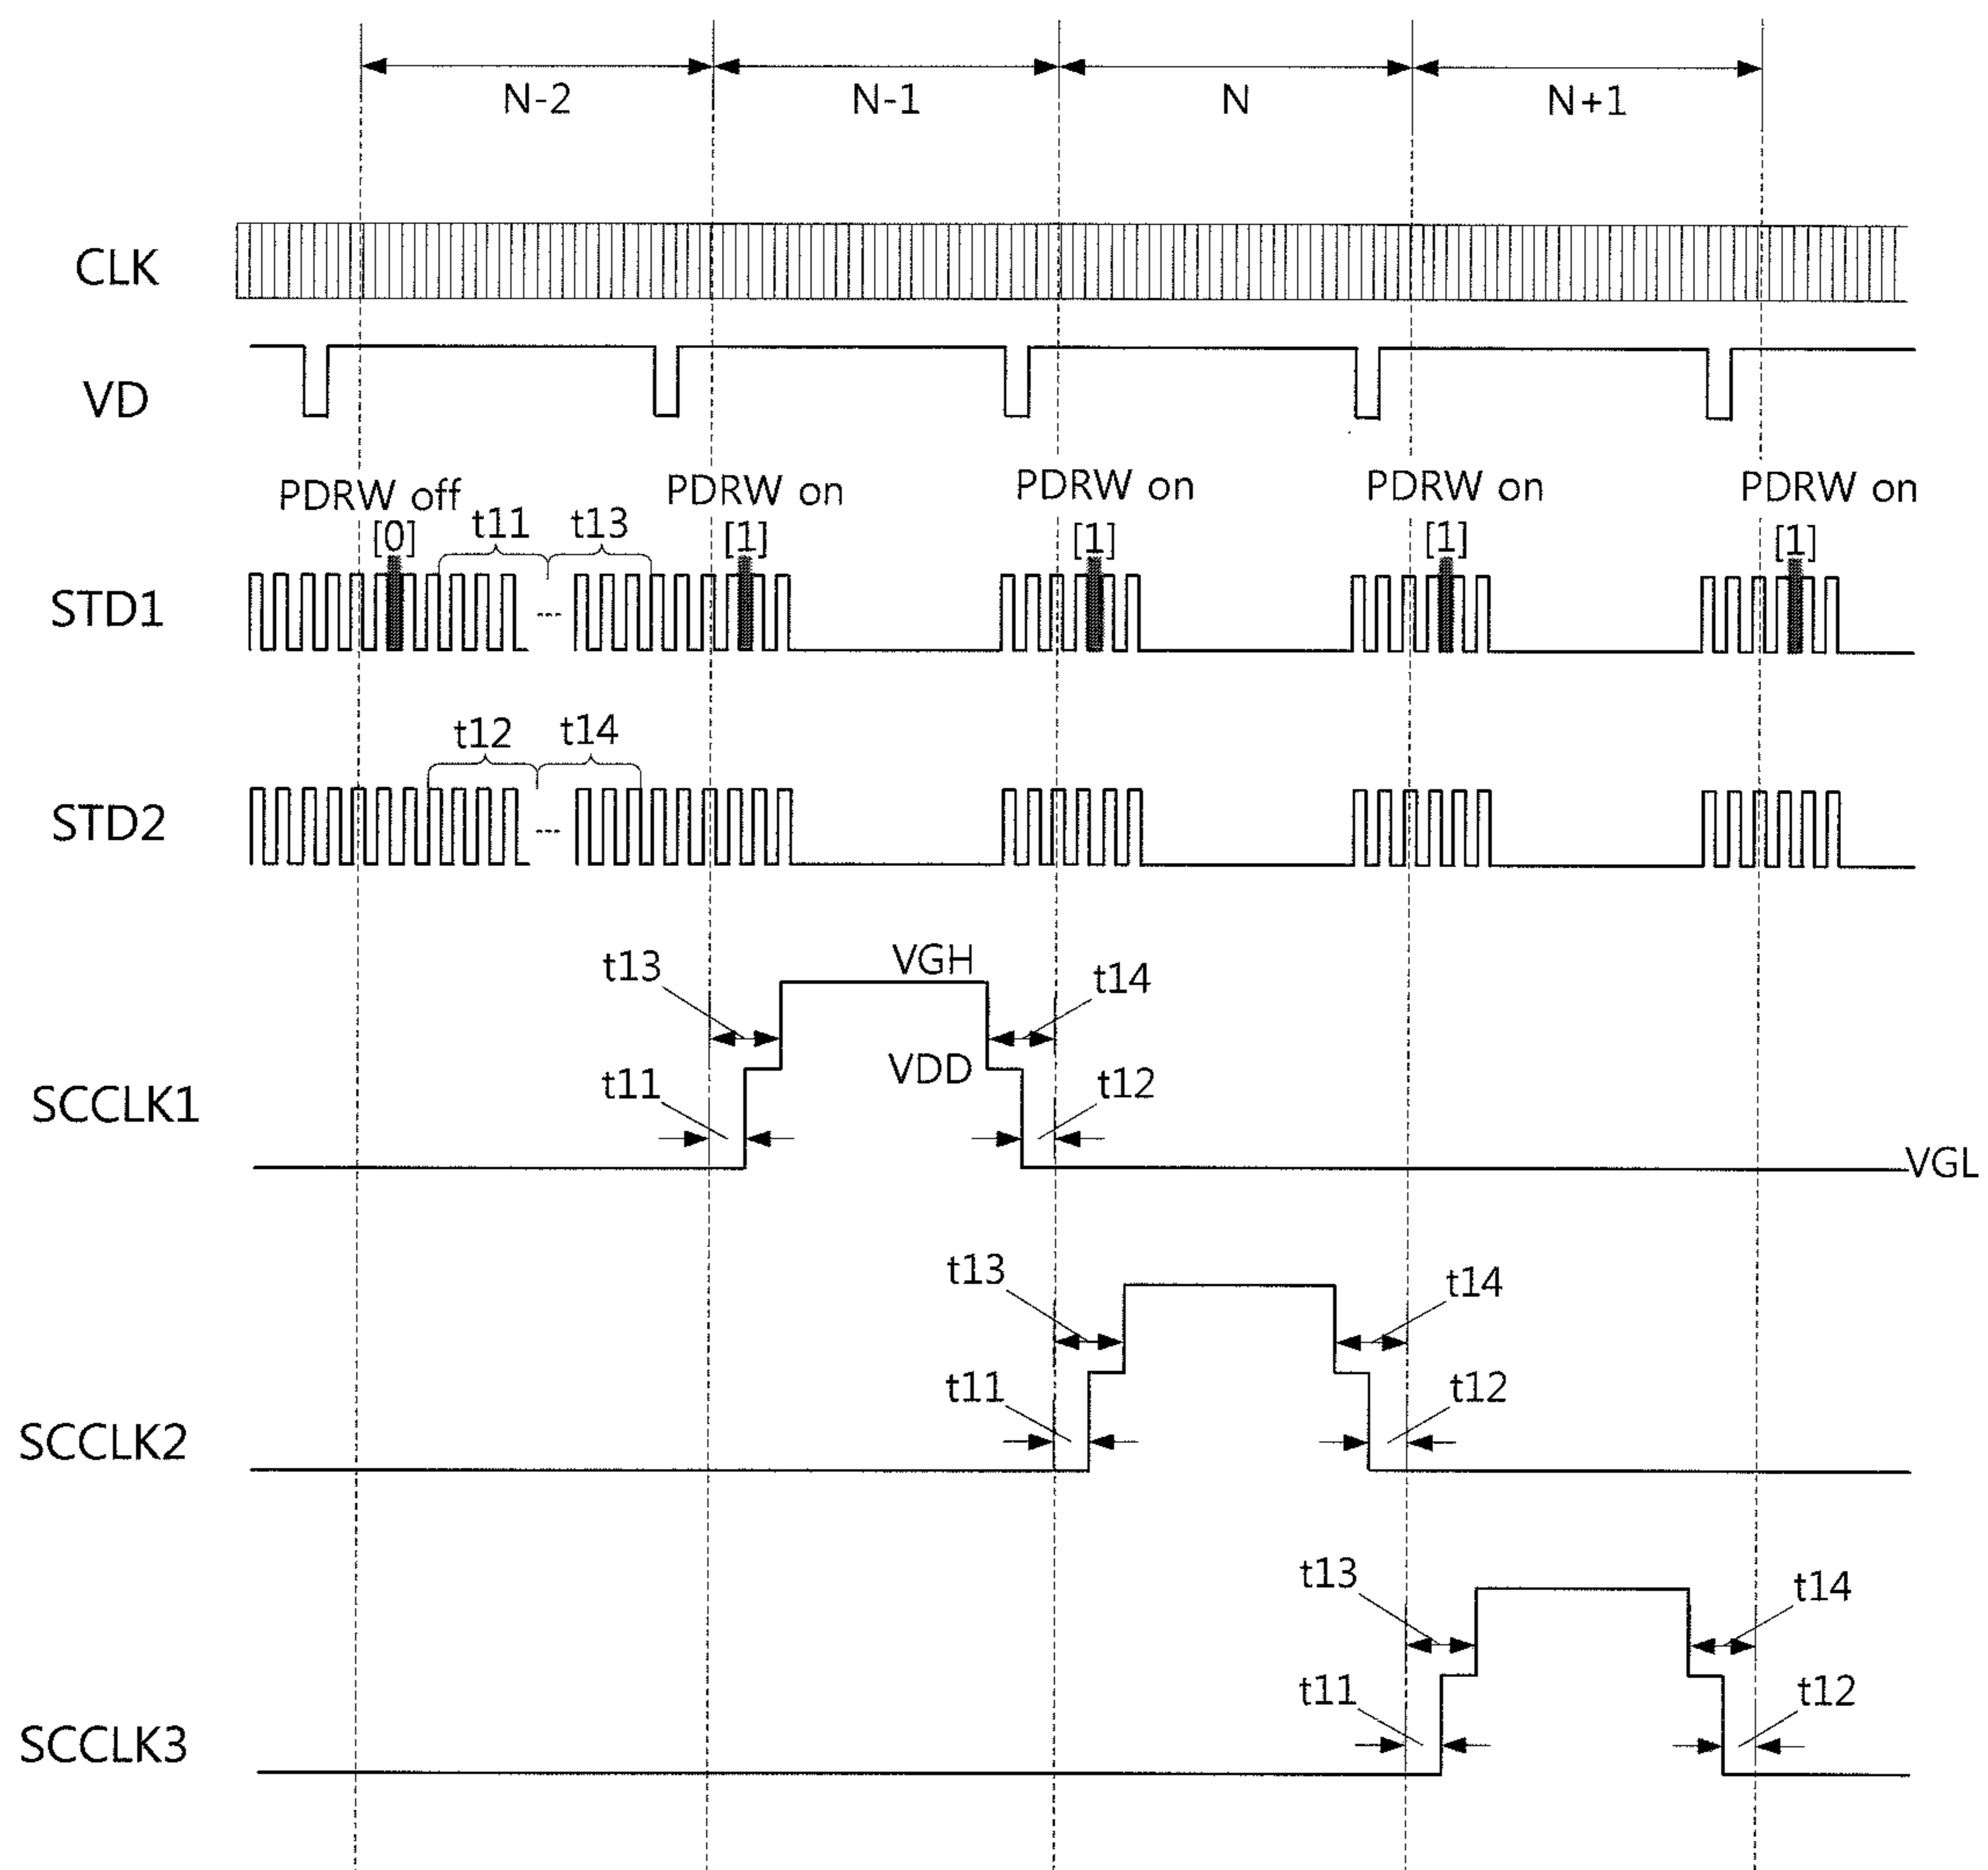 N-2 N-1 N N+1
CLK
VD
PDRW off PDRW on PDRW on PDRW on PDRW on
[0] t11 t13 [1] [1] [1] [1]
STD1 ---
t12 t14
STD2 ---
t13 VGH t14
t11 VDD t12
SCCLK1
VGL
t13 t14
t11 t12
SCCLK2
t13 t14
t11 t12
SCCLK3